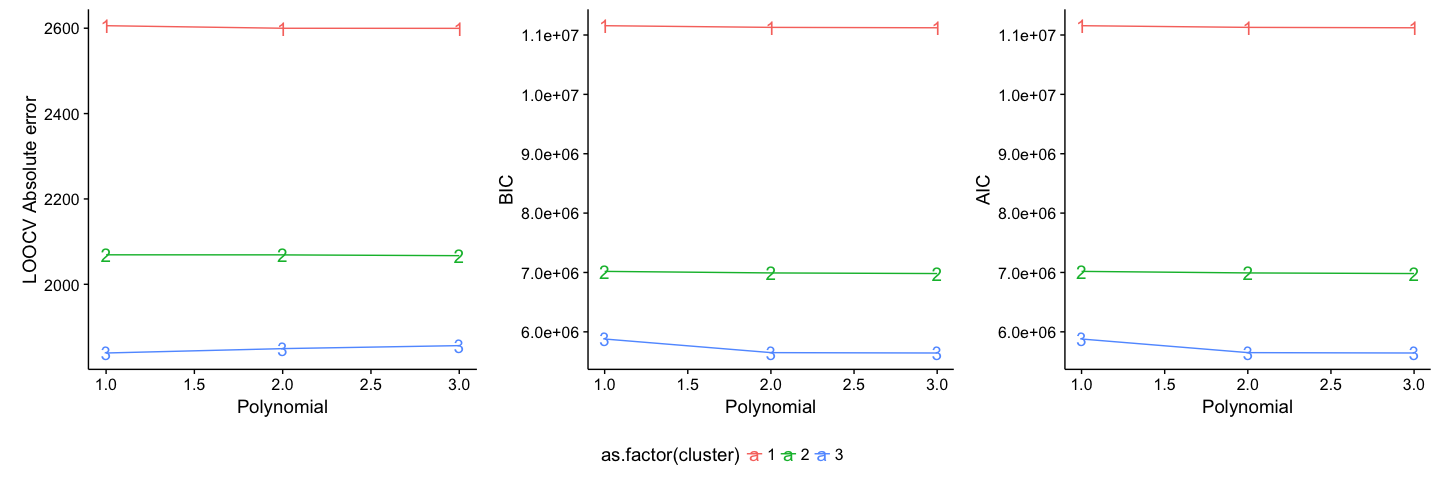 LOOCV Absolute error
2600
2400
2200
2000
1 1 1
2 2 2
3 3 3
1.0 1.5 2.0 2.5 3.0
Polynomial
BIC
1.1e+07
1.0e+07
9.0e+06
8.0e+06
7.0e+06
6.0e+06
1 1 1
2 2 2
3 3 3
1.0 1.5 2.0 2.5 3.0
Polynomial
AIC
1.1e+07
1.0e+07
9.0e+06
8.0e+06
7.0e+06
6.0e+06
1 1 1
2 2 2
3 3 3
1.0 1.5 2.0 2.5 3.0
Polynomial
as.factor(cluster) a 1 a 2 a 3